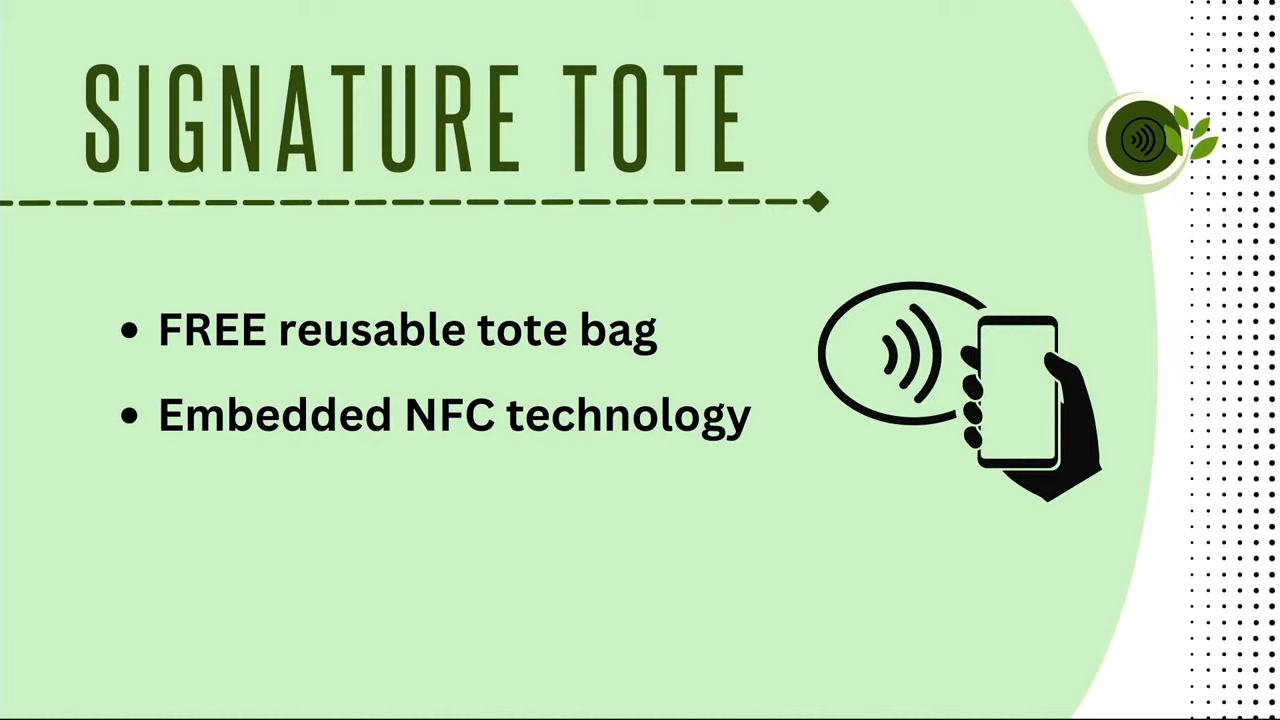 SIGNATURE TOTE
• FREE reusable tote bag
• Embedded NFC technology